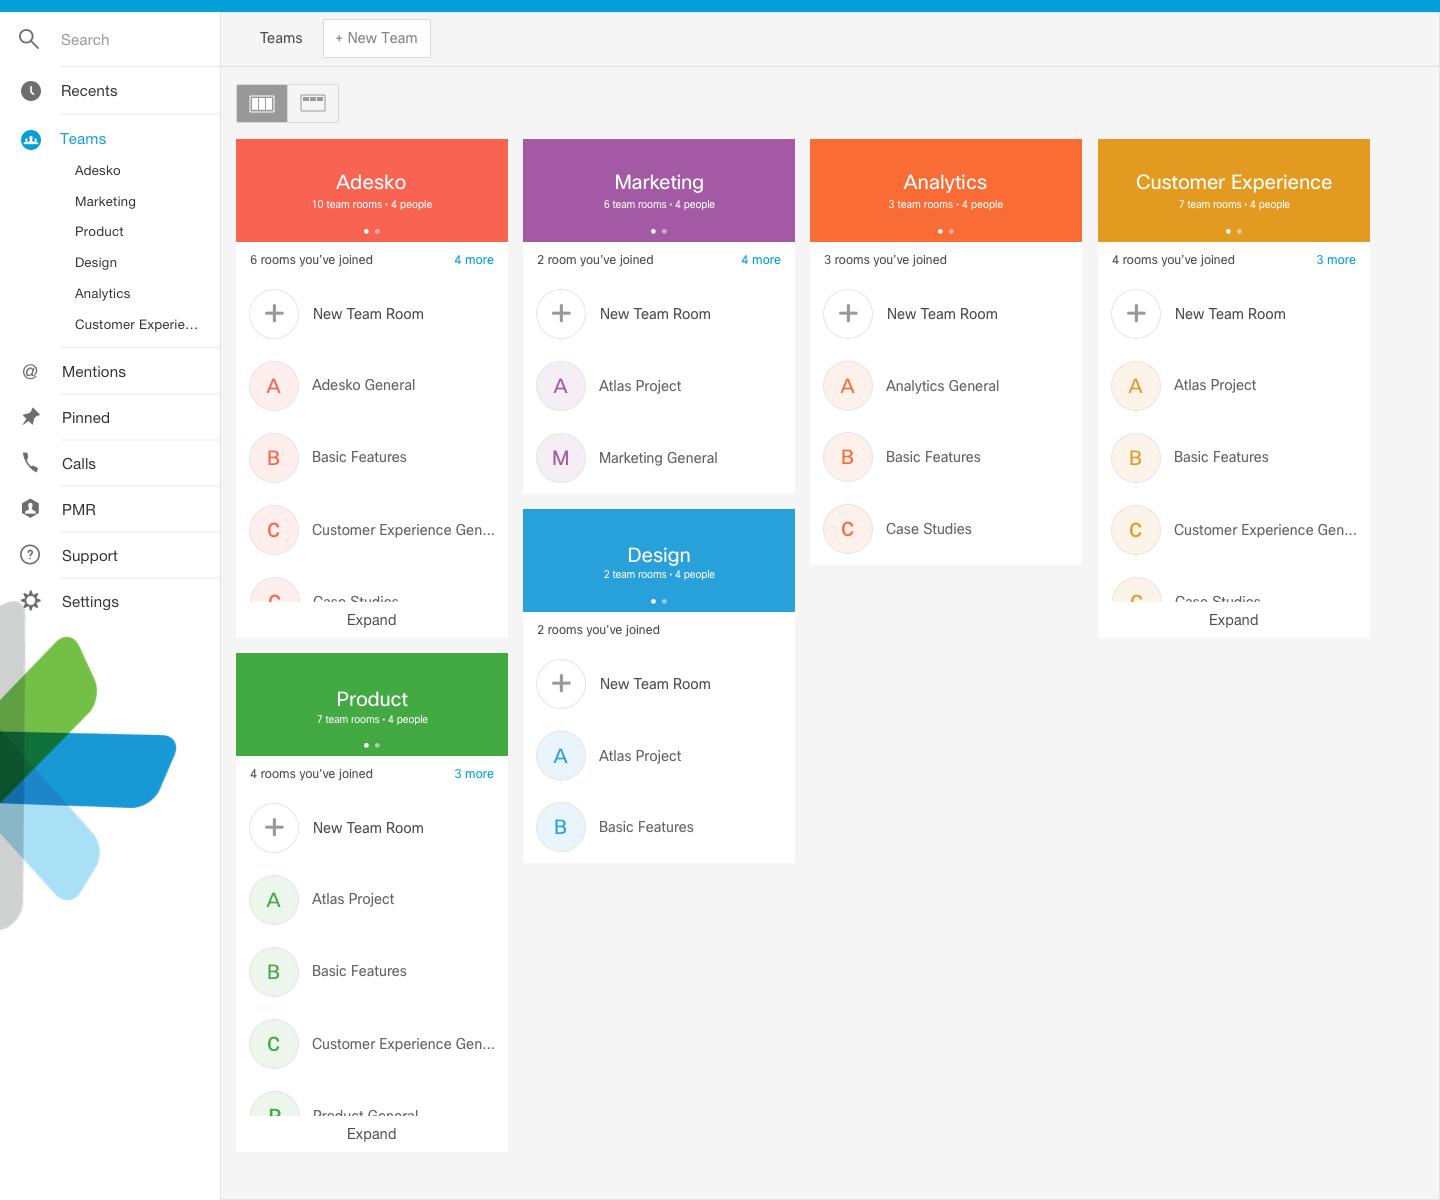 Search
Recents
Teams
Adesko
Marketing
Product
Design
Analytics
Customer Experie...
Mentions
Pinned
Calls
PMR
Support
Settings
Teams
+ New Team
Adesko
10 team rooms • 4 people
6 rooms you've joined
4 more
New Team Room
A
Adesko General
B
Basic Features
C
Customer Experience Gen...
C
Case Studies
Expand
Product
7 team rooms • 4 people
4 rooms you've joined
3 more
New Team Room
A
Atlas Project
B
Basic Features
C
Customer Experience Gen...
P
Product General
Expand
Marketing
6 team rooms • 4 people
2 room you've joined
4 more
New Team Room
A
Atlas Project
M
Marketing General
Design
2 team rooms • 4 people
2 rooms you've joined
New Team Room
A
Atlas Project
B
Basic Features
Analytics
3 team rooms • 4 people
3 rooms you've joined
New Team Room
A
Analytics General
B
Basic Features
C
Case Studies
Customer Experience
7 team rooms • 4 people
4 rooms you've joined
3 more
New Team Room
A
Atlas Project
B
Basic Features
C
Customer Experience Gen...
C
Case Studies
Expand